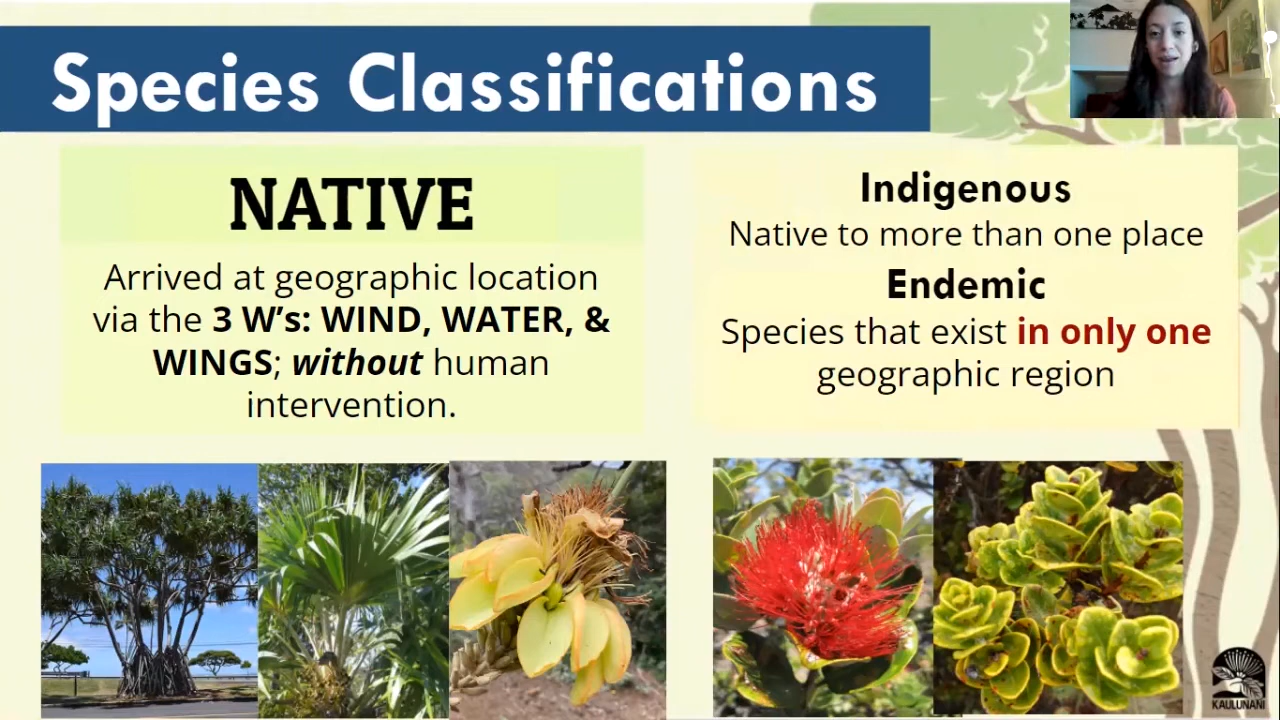 Species Classifications
NATIVE
Arrived at geographic location
via the 3 W's: WIND, WATER, &
WINGS; without human
intervention.
Indigenous
Native to more than one place
Endemic
Species that exist in only one
geographic region
KAULUNANI